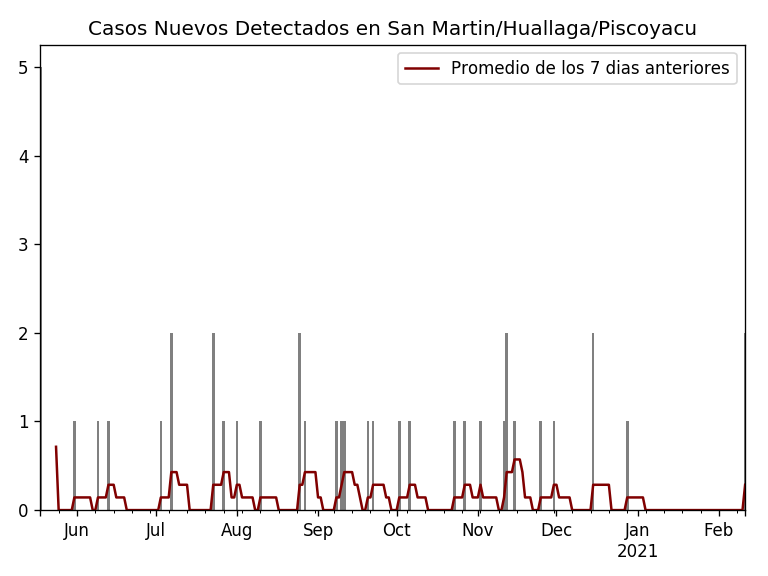 Casos Nuevos Detectados en San Martin/Huallaga/Piscoyacu
Promedio de los 7 dias anteriores
5
4
3
2
1
0
Jun Jul Aug Sep Oct Nov Dec Jan Feb
2021